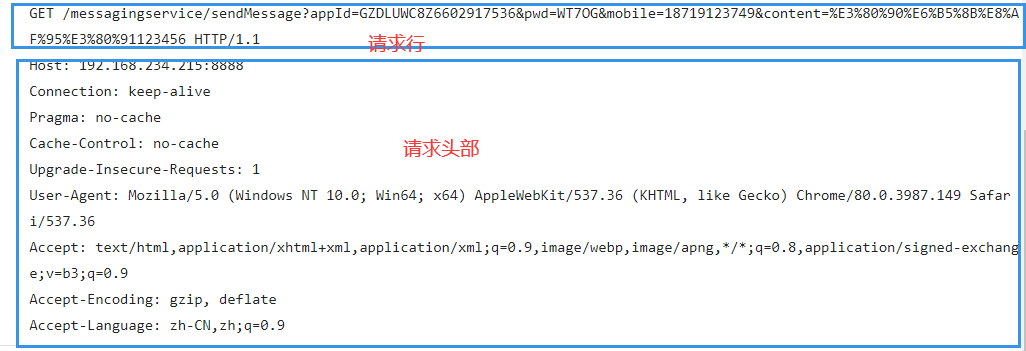 GET /messagingservice/sendMessage?appId=GZDLUWC8Z6602917536&pwd=WT7OG&mobile=18719123749&content=%E3%80%90%E6%B5%8B%E8%A
F%95%E3%80%91123456 HTTP/1.1
请求行
Host: 192.168.234.215:8888
Connection: keep-alive
Pragma: no-cache
Cache-Control: no-cache
请求头部
Upgrade-Insecure-Requests: 1
User-Agent: Mozilla/5.0 (Windows NT 10.0; Win64; x64) AppleWebKit/537.36 (KHTML, like Gecko) Chrome/80.0.3987.149 Safar
i/537.36
Accept: text/html,application/xhtml+xml,application/xml;q=0.9,image/webp,image/apng,*/*;q=0.8,application/signed-exchang
e;v=b3;q=0.9
Accept-Encoding: gzip, deflate
Accept-Language: zh-CN,zh;q=0.9